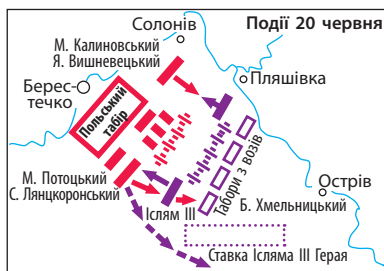 Солонів
Події 20 червня
М. Калиновський
Я. Вишневецький
Пляшівка
Берес-
течко
Польський
табір
М. Потоцький
С. Лянцкоронський
Іслям III
Табори з возів
Острів
Б. Хмельницький
Ставка Ісляма III Герая